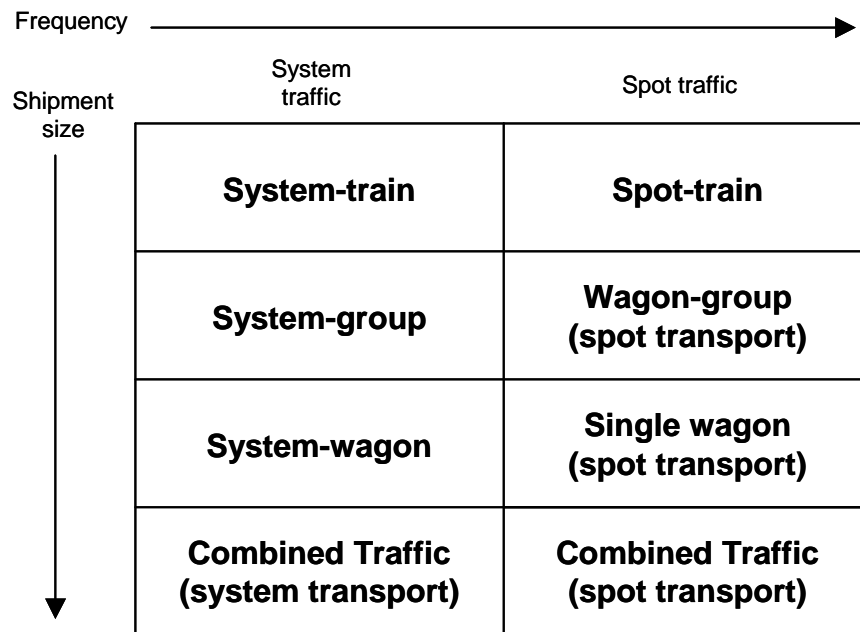 Frequency
System
traffic
Spot traffic
Shipment
size
System-train
Spot-train
System-group
Wagon-group
(spot transport)
System-wagon
Single wagon
(spot transport)
Combined Traffic
(system transport)
Combined Traffic
(spot transport)